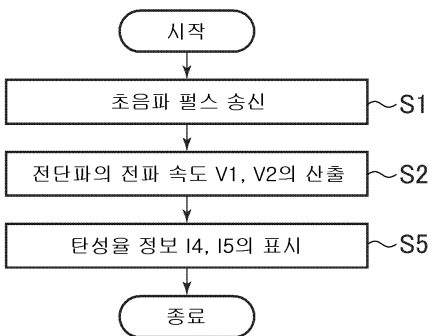 시작
초음파 펄스 송신 S1
전단파의 전파 속도 V1, V2의 산출 S2
탄성율 정보 I4, I5의 표시 S5
종료